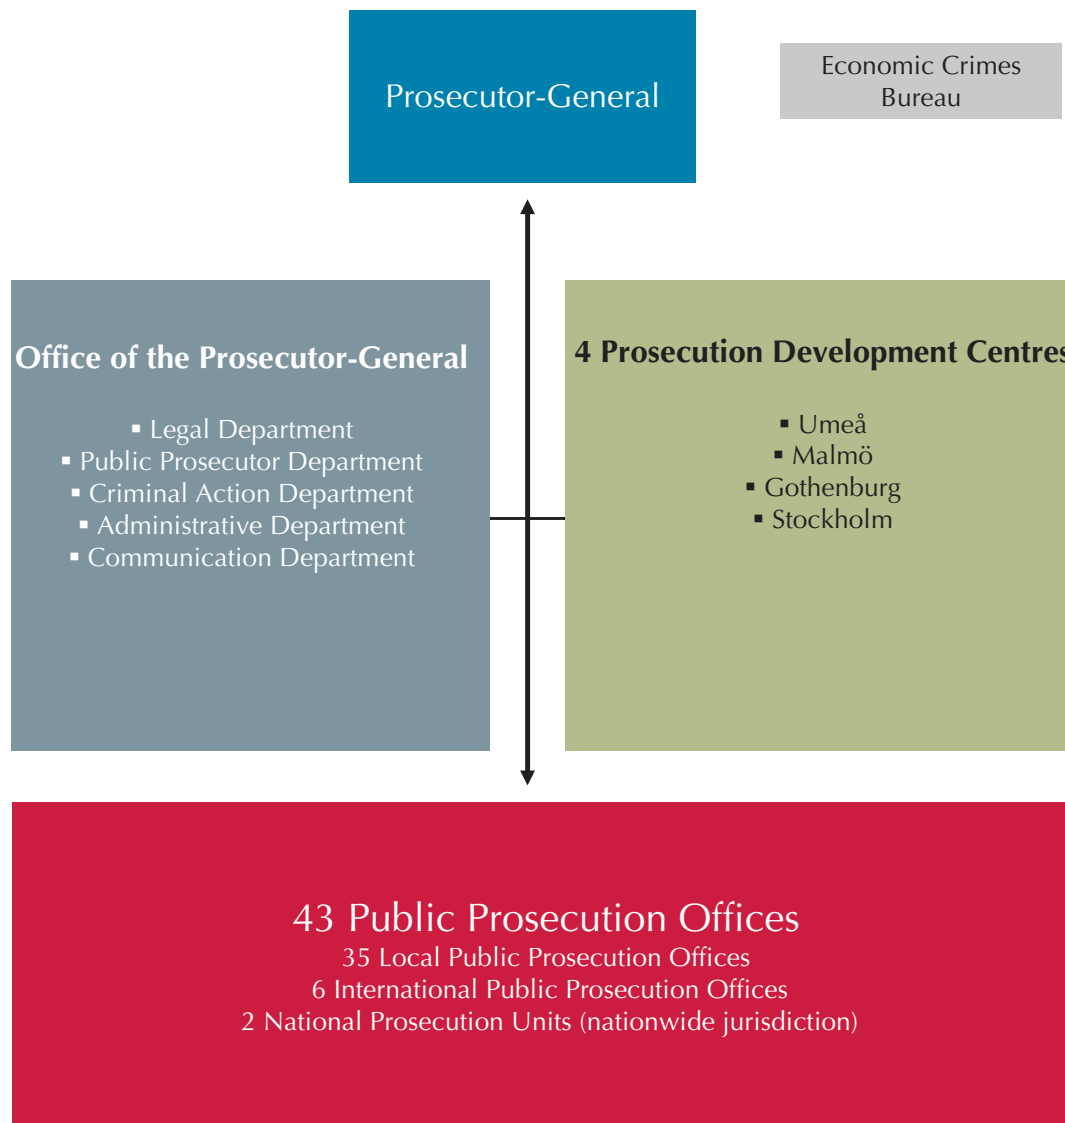 Prosecutor-General
Economic Crimes
Bureau
Office of the Prosecutor-General
▪ Legal Department
▪ Public Prosecutor Department
▪ Criminal Action Department
▪ Administrative Department
▪ Communication Department
4 Prosecution Development Centres
▪ Umeå
▪ Malmö
▪ Gothenburg
▪ Stockholm
43 Public Prosecution Offices
35 Local Public Prosecution Offices
6 International Public Prosecution Offices
2 National Prosecution Units (nationwide jurisdiction)